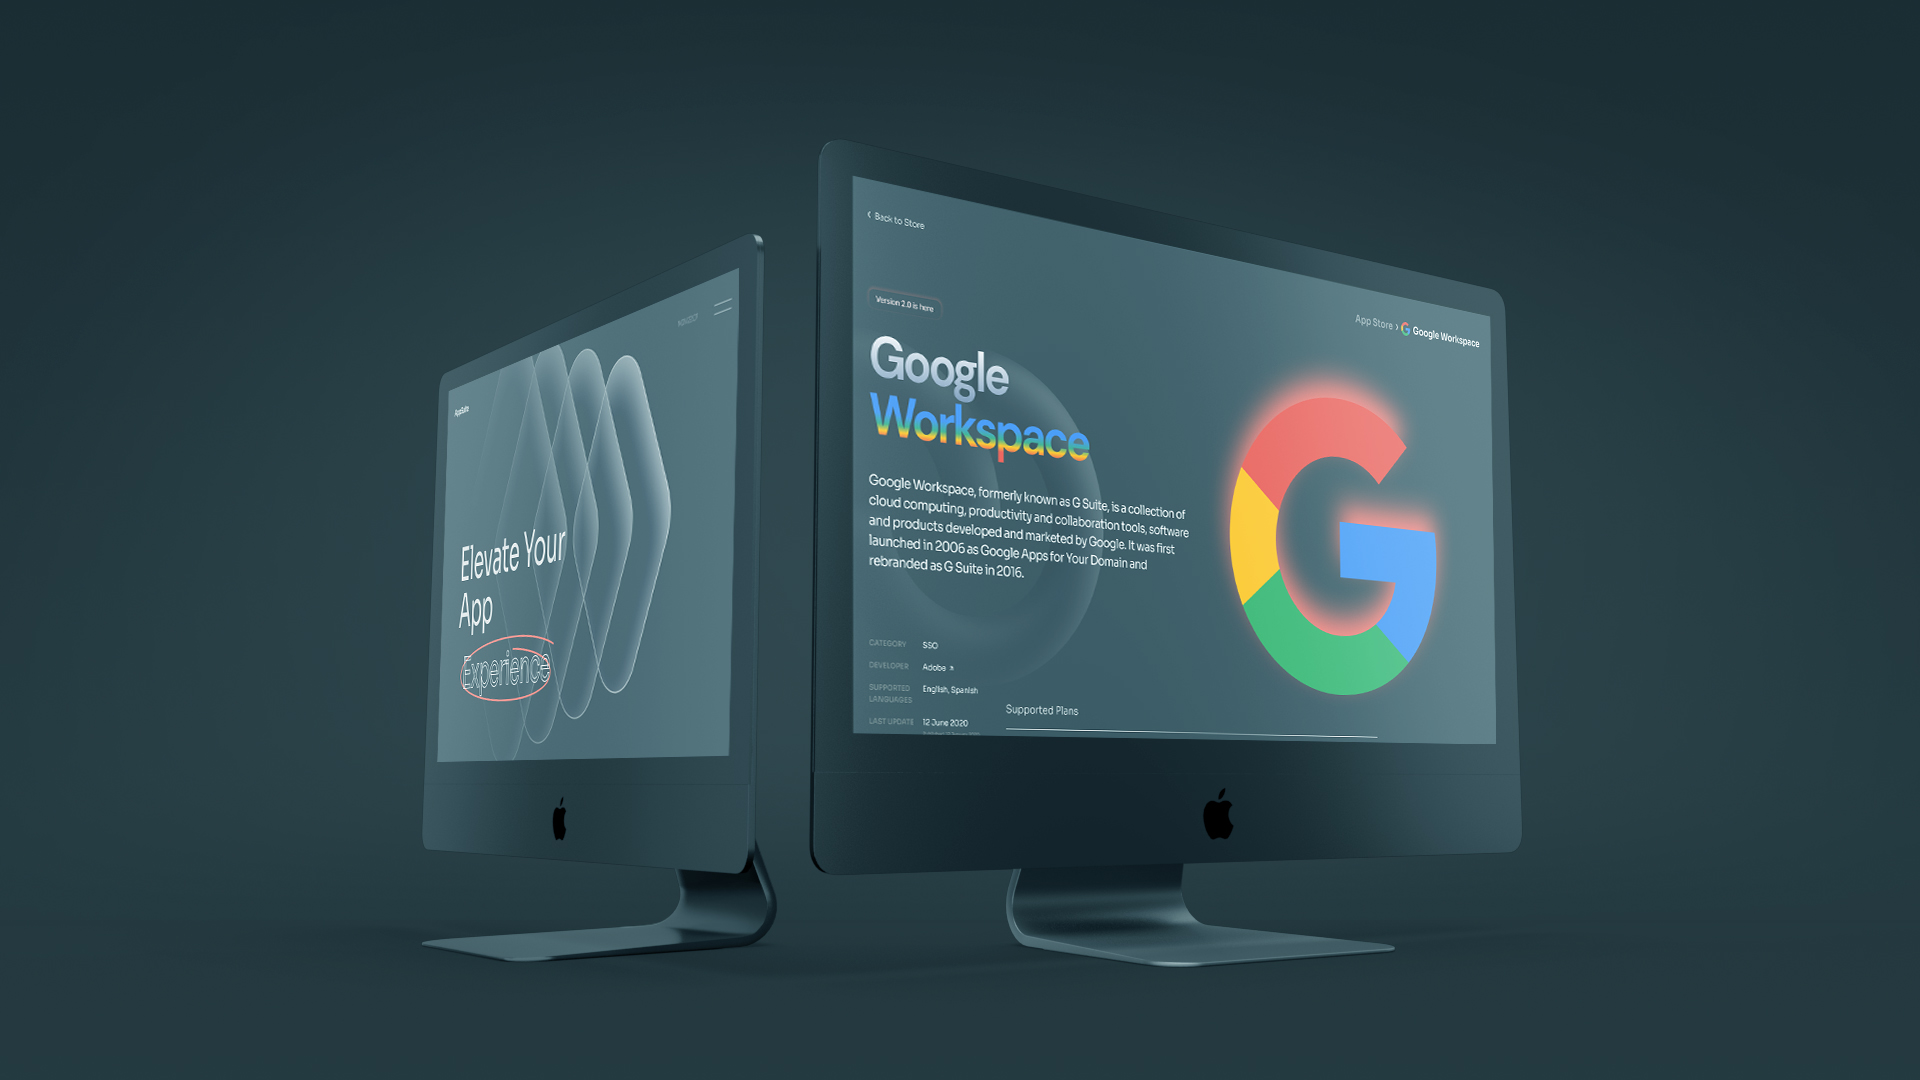 AppSuite
Elevate Your
App
Experience
‹ Back to Store
App Store › Google Workspace
Version 2.0 is here
Google
Workspace
Google Workspace, formerly known as G Suite, is a collection of
cloud computing, productivity and collaboration tools, software
and products developed and marketed by Google. It was first
launched in 2006 as Google Apps for Your Domain and
rebranded as G Suite in 2016.
CATEGORY SSO
DEVELOPER Adobe ↗
SUPPORTED LANGUAGES English, Spanish
LAST UPDATE 12 June 2020
Supported Plans